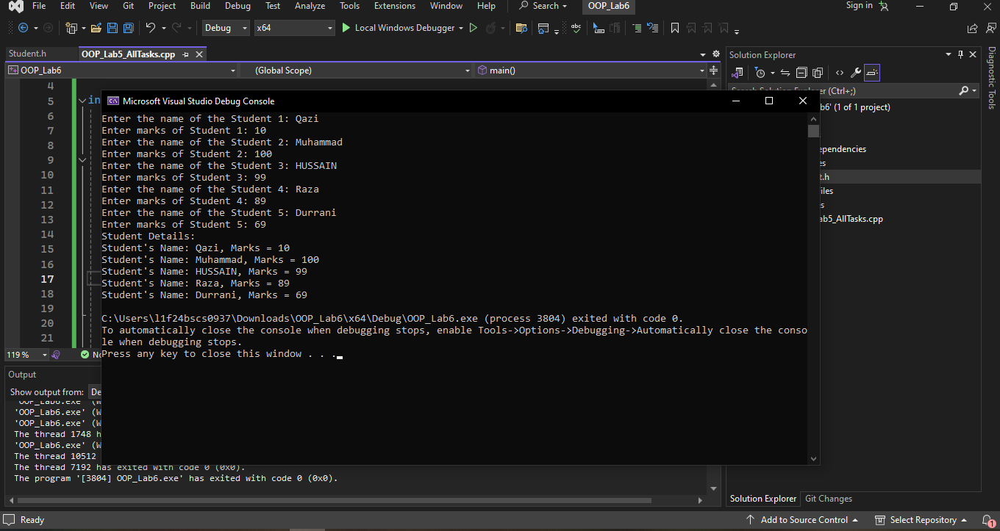 File Edit View Git Project Build Debug Test Analyze Tools Extensions Window Help Search OOP_Lab6 Sign in
Debug x64 Local Windows Debugger
Student.h OOP_Lab5_AllTasks.cpp
OOP_Lab6 (Global Scope) main()
4
5 in
6
7
8
9
10
11
12
13
14
15
16
17
18
19
20
21
119 % No
Microsoft Visual Studio Debug Console
Enter the name of the Student 1: Qazi
Enter marks of Student 1: 10
Enter the name of the Student 2: Muhammad
Enter marks of Student 2: 100
Enter the name of the Student 3: HUSSAIN
Enter marks of Student 3: 99
Enter the name of the Student 4: Raza
Enter marks of Student 4: 89
Enter the name of the Student 5: Durrani
Enter marks of Student 5: 69
Student Details:
Student's Name: Qazi, Marks = 10
Student's Name: Muhammad, Marks = 100
Student's Name: HUSSAIN, Marks = 99
Student's Name: Raza, Marks = 89
Student's Name: Durrani, Marks = 69
C:\Users\l1f24bscs0937\Downloads\OOP_Lab6\x64\Debug\OOP_Lab6.exe (process 3804) exited with code 0.
To automatically close the console when debugging stops, enable Tools->Options->Debugging->Automatically close the conso
le when debugging stops.
Press any key to close this window . . .
Output
Show output from: De
'OOP_Lab6.exe' (W
'OOP_Lab6.exe' (W
'OOP_Lab6.exe' (W
The thread 1748 h
'OOP_Lab6.exe' (W
The thread 10512
The thread 7192 has exited with code 0 (0x0).
The program '[3804] OOP_Lab6.exe' has exited with code 0 (0x0).
Solution Explorer
Search Solution Explorer (Ctrl+;)
b6' (1 of 1 project)
ependencies
es
t.h
iles
s
ab5_AllTasks.cpp
Solution Explorer Git Changes
Diagnostic Tools
Ready Add to Source Control Select Repository 1